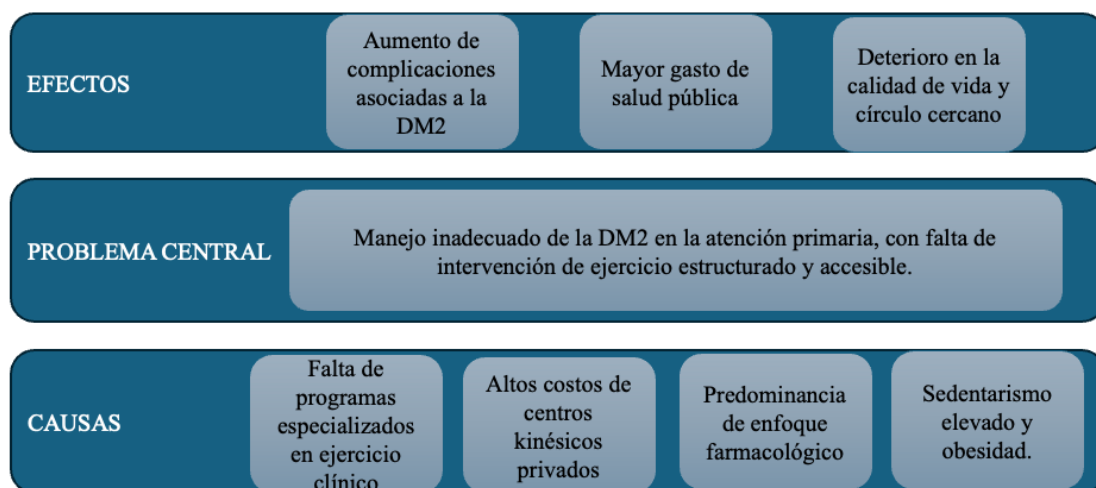 EFECTOS
Aumento de
complicaciones
asociadas a la
DM2
Mayor gasto de
salud pública
Deterioro en la
calidad de vida y
círculo cercano
PROBLEMA CENTRAL
Manejo inadecuado de la DM2 en la atención primaria, con falta de
intervención de ejercicio estructurado y accesible.
CAUSAS
Falta de
programas
especializados
en ejercicio
clínico
Altos costos de
centros
kinésicos
privados
Predominancia
de enfoque
farmacológico
Sedentarismo
elevado y
obesidad.